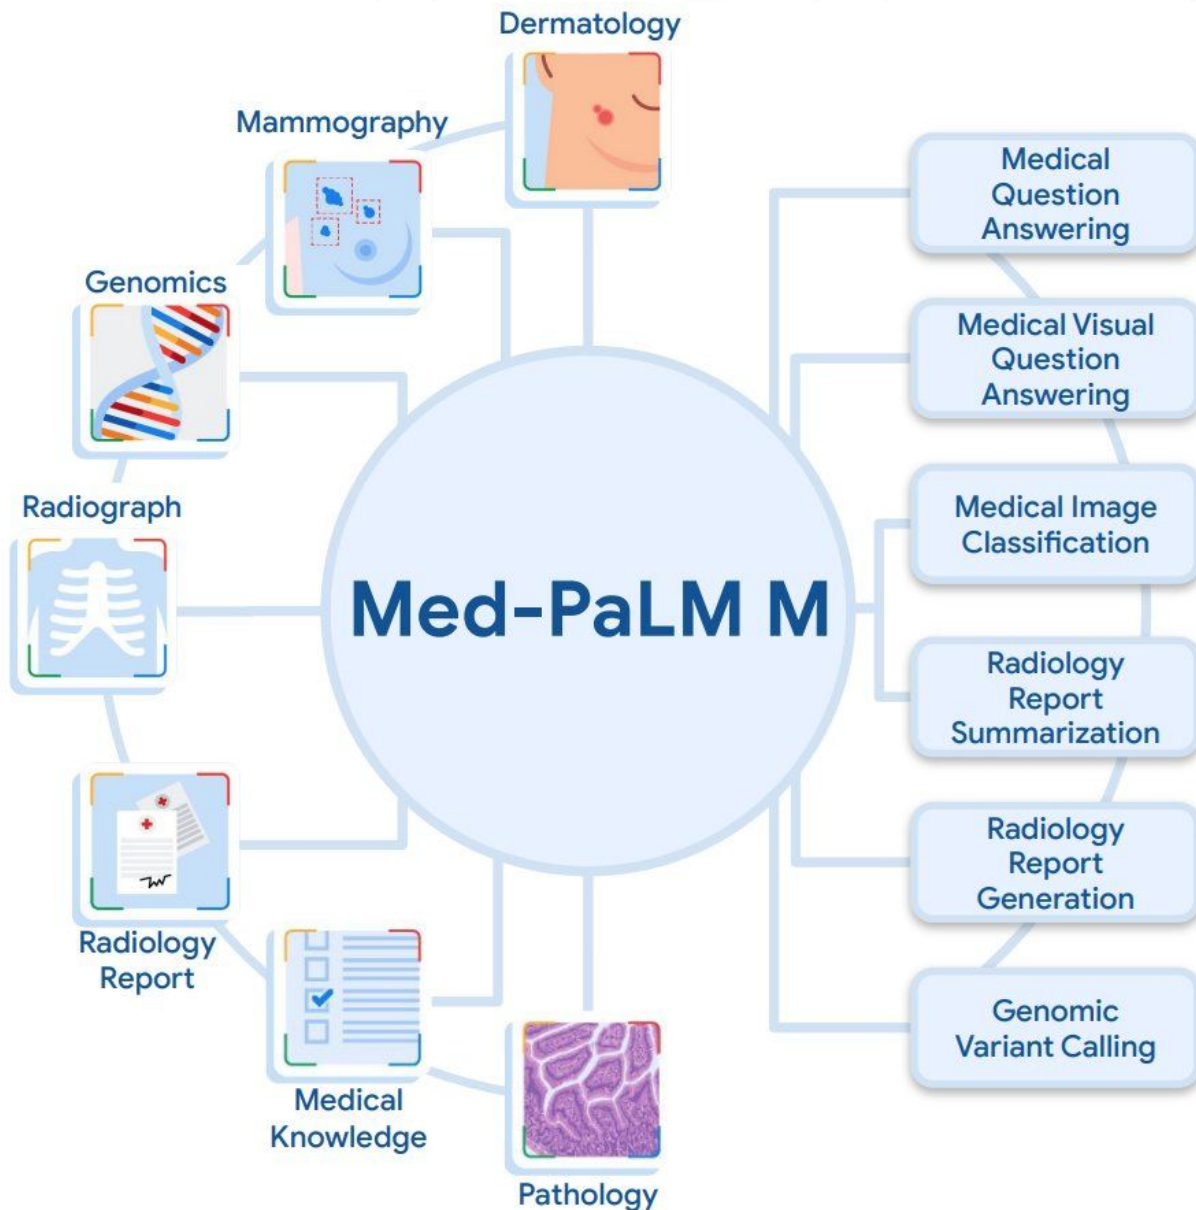 Dermatology
Mammography
Genomics
Radiograph
Radiology
Report
Medical
Knowledge
Pathology
Med-PaLM M
Medical
Question
Answering
Medical Visual
Question
Answering
Medical Image
Classification
Radiology
Report
Summarization
Radiology
Report
Generation
Genomic
Variant Calling